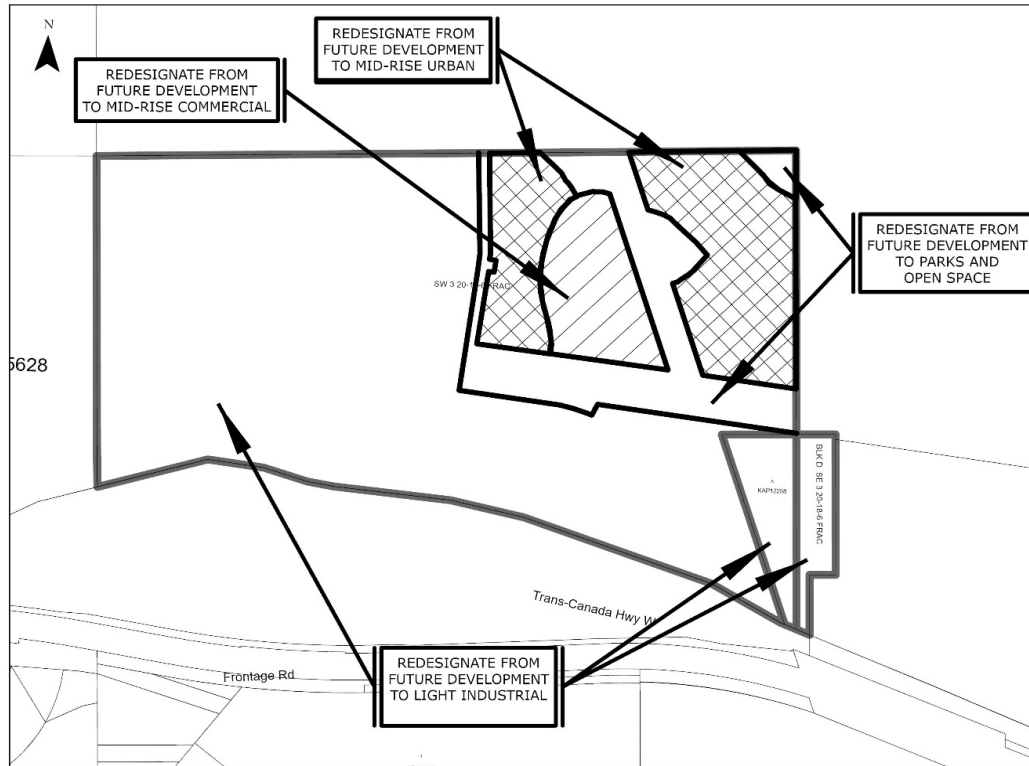 N
REDESIGNATE FROM
FUTURE DEVELOPMENT
TO MID-RISE URBAN
REDESIGNATE FROM
FUTURE DEVELOPMENT
TO MID-RISE COMMERCIAL
REDESIGNATE FROM
FUTURE DEVELOPMENT
TO PARKS AND
OPEN SPACE
5628
A
KAP12258
BLK D SE 3 20-18-6 FRAC
Trans-Canada Hwy W
Frontage Rd
REDESIGNATE FROM
FUTURE DEVELOPMENT
TO LIGHT INDUSTRIAL